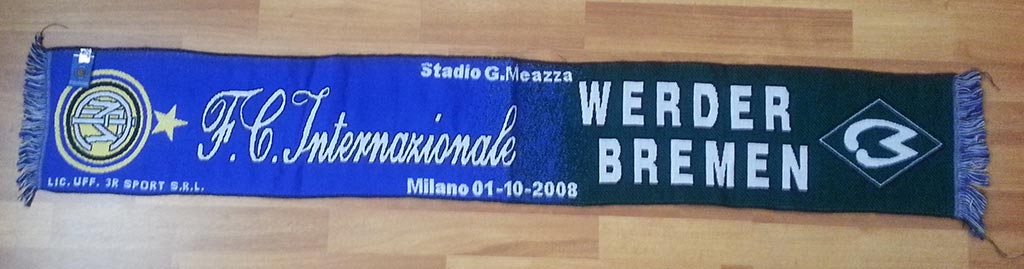 Stadio G.Meazza
F.C. Internazionale
Milano 01-10-2008
LIC. UFF. 3R SPORT S.R.L.
WERDER
BREMEN